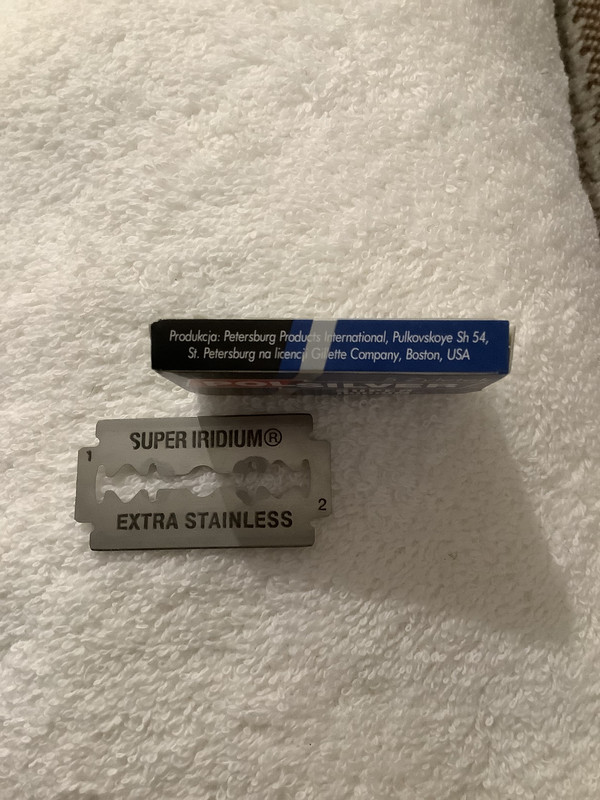 Produkcja: Petersburg Products International, Pulkovskoye Sh 54,
St. Petersburg na licencji Gillette Company, Boston, USA
SUPER IRIDIUM®
1
2
EXTRA STAINLESS